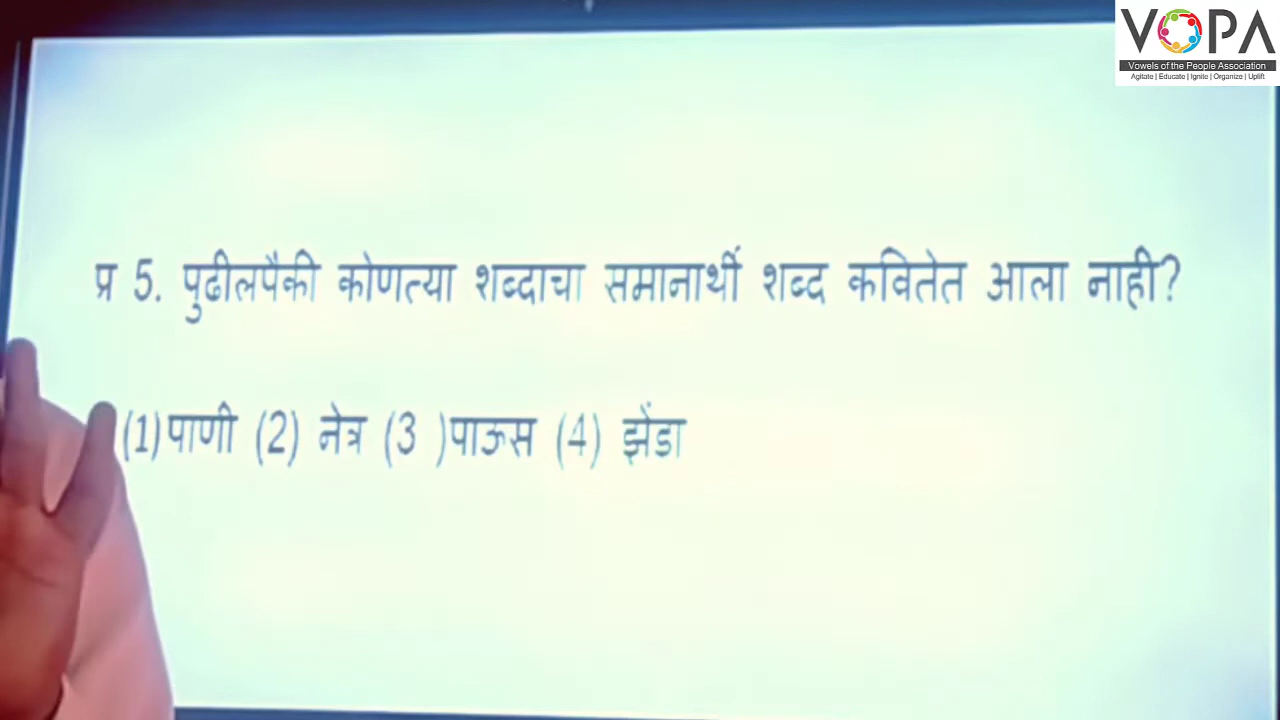 VOPA
Vowels of the People Association
Agitate | Educate | Ignite | Organize | Uplift
प्र 5. पुढीलपैकी कोणत्या शब्दाचा समानार्थी शब्द कवितेत आला नाही?
(1)पाणी (2) नेत्र (3 )पाऊस (4) झेंडा